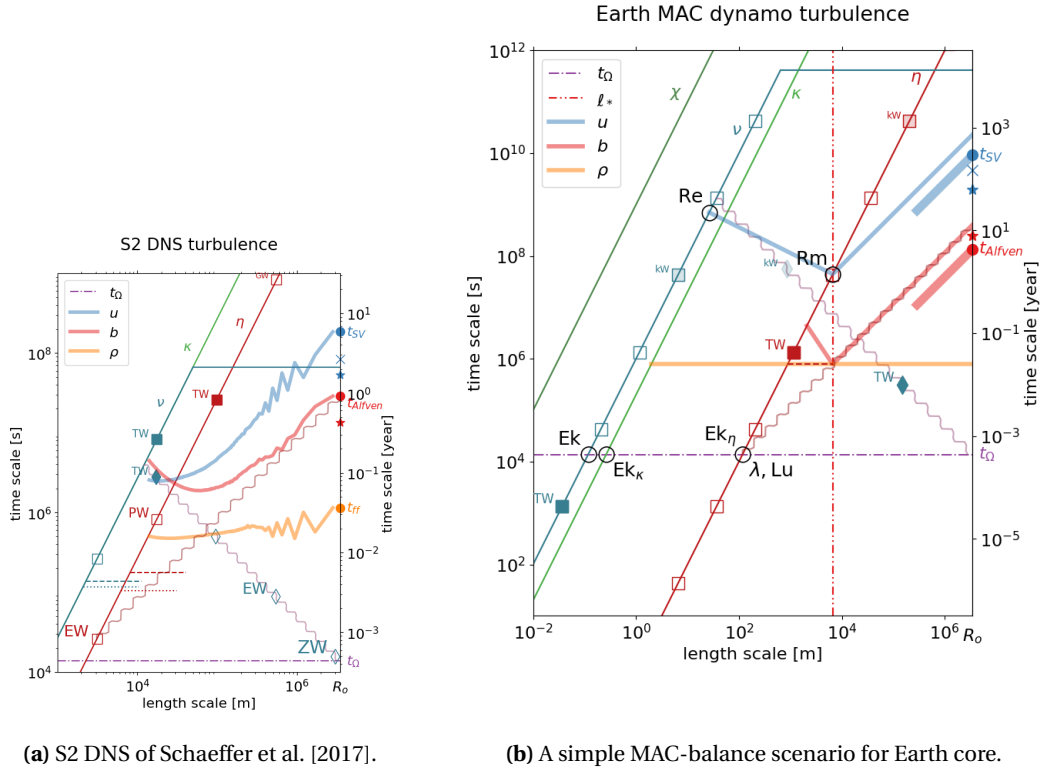 S2 DNS turbulence
t_Ω
u
b
ρ
κ
η
ν
GW
TW
TW
TW
PW
EW
EW
ZW
t_SV
t_Alfven
t_ff
t_Ω
10^8
10^6
10^4
time scale [s]
10^1
10^0
10^-1
10^-2
10^-3
time scale [year]
10^4
10^6
R_o
length scale [m]
(a) S2 DNS of Schaeffer et al. [2017].
Earth MAC dynamo turbulence
t_Ω
ℓ_*
u
b
ρ
χ
κ
ν
η
kW
kW
kW
TW
TW
TW
Re
Rm
Ek
Ek_κ
Ek_η
λ, Lu
t_SV
t_Alfven
t_Ω
10^12
10^10
10^8
10^6
10^4
10^2
time scale [s]
10^3
10^1
10^-1
10^-3
10^-5
time scale [year]
10^-2
10^0
10^2
10^4
10^6
R_o
length scale [m]
(b) A simple MAC-balance scenario for Earth core.